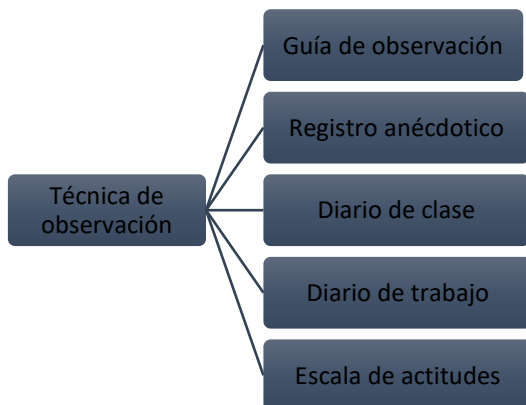 Guía de observación
Registro anécdotico
Técnica de
observación
Diario de clase
Diario de trabajo
Escala de actitudes